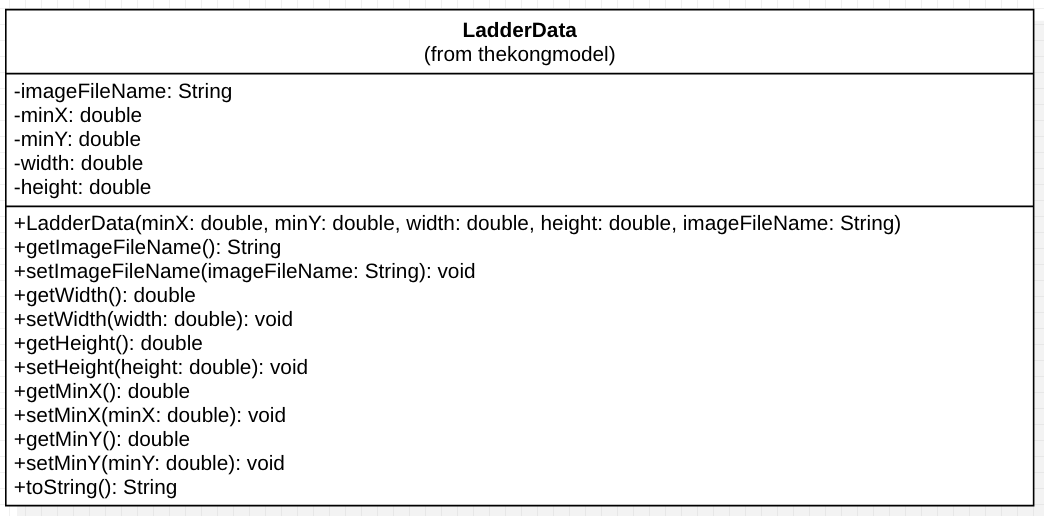 LadderData
(from thekongmodel)
-imageFileName: String
-minX: double
-minY: double
-width: double
-height: double
+LadderData(minX: double, minY: double, width: double, height: double, imageFileName: String)
+getImageFileName(): String
+setImageFileName(imageFileName: String): void
+getWidth(): double
+setWidth(width: double): void
+getHeight(): double
+setHeight(height: double): void
+getMinX(): double
+setMinX(minX: double): void
+getMinY(): double
+setMinY(minY: double): void
+toString(): String